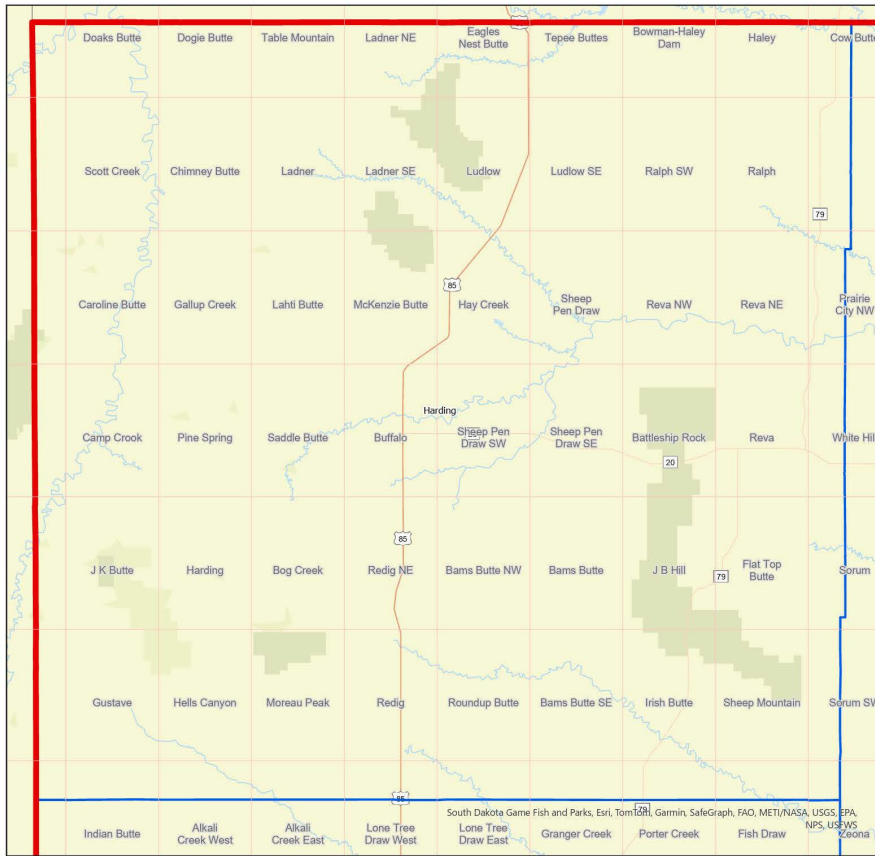 85
Doaks Butte
Dogie Butte
Table Mountain
Ladner NE
Eagles
Nest Butte
Tepee Buttes
Bowman-Haley
Dam
Haley
Cow Butte
Scott Creek
Chimney Butte
Ladner
Ladner SE
Ludlow
Ludlow SE
Ralph SW
Ralph
79
85
Caroline Butte
Gallup Creek
Lahti Butte
McKenzie Butte
Hay Creek
Sheep
Pen Draw
Reva NW
Reva NE
Prairie
City NW
Harding
Camp Crook
Pine Spring
Saddle Butte
Buffalo
Sheep Pen
Draw SW
Sheep Pen
Draw SE
Battleship Rock
Reva
White Hill
20
85
J K Butte
Harding
Bog Creek
Redig NE
Bams Butte NW
Bams Butte
J B Hill
79
Flat Top
Butte
Sorum
Gustave
Hells Canyon
Moreau Peak
Redig
Roundup Butte
Bams Butte SE
Irish Butte
Sheep Mountain
Sorum SW
85
79
South Dakota Game Fish and Parks, Esri, TomTom, Garmin, SafeGraph, FAO, METI/NASA, USGS, EPA,
NPS, USFWS
Indian Butte
Alkali
Creek West
Alkali
Creek East
Lone Tree
Draw West
Lone Tree
Draw East
Granger Creek
Porter Creek
Fish Draw
Zeona